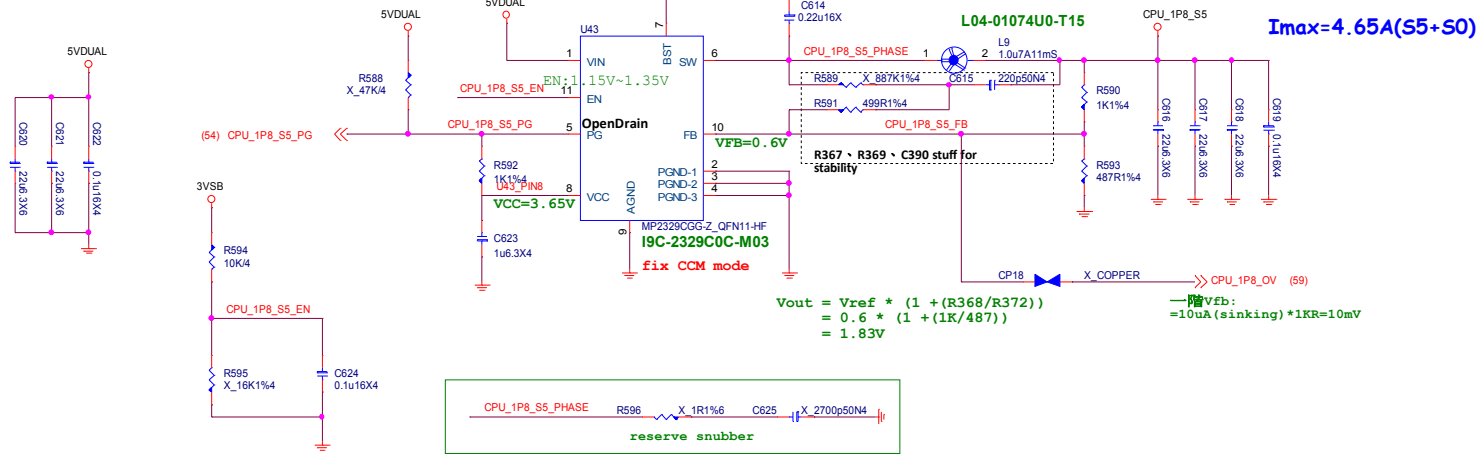 5VDUAL
5VDUAL
5VDUAL
C620
22u6.3X6
C621
22u6.3X6
C622
0.1u16X4
R588
X_47K/4
(54) CPU_1P8_S5_PG
CPU_1P8_S5_PG
CPU_1P8_S5_EN
U43
1
VIN
EN:1.15V~1.35V
11
EN
OpenDrain
5
PG
8
VCC
AGND
9
7
BST
6
SW
10
FB
VFB=0.6V
2
PGND-1
3
PGND-2
4
PGND-3
MP2329CGG-Z_QFN11-HF
I9C-2329C0C-M03
fix CCM mode
R592
1K1%4
U43_PIN8
VCC=3.65V
C623
1u6.3X4
C614
0.22u16X
CPU_1P8_S5_PHASE
L04-01074U0-T15
1
2
L9
1.0u7A11mS
R589
X_887K1%4
C615
220p50N4
R591
499R1%4
CPU_1P8_S5_FB
R367、R369、C390 stuff for
stability
R590
1K1%4
R593
487R1%4
CPU_1P8_S5
C616
22u6.3X6
C617
22u6.3X6
C618
22u6.3X6
C619
0.1u16X4
Imax=4.65A(S5+S0)
CP18
X_COPPER
CPU_1P8_OV (59)
一階Vfb:
=10uA(sinking)*1KR=10mV
Vout = Vref * (1 +(R368/R372))
= 0.6 * (1 +(1K/487))
= 1.83V
3VSB
R594
10K/4
CPU_1P8_S5_EN
R595
X_16K1%4
C624
0.1u16X4
CPU_1P8_S5_PHASE
R596
X_1R1%6
C625
X_2700p50N4
reserve snubber